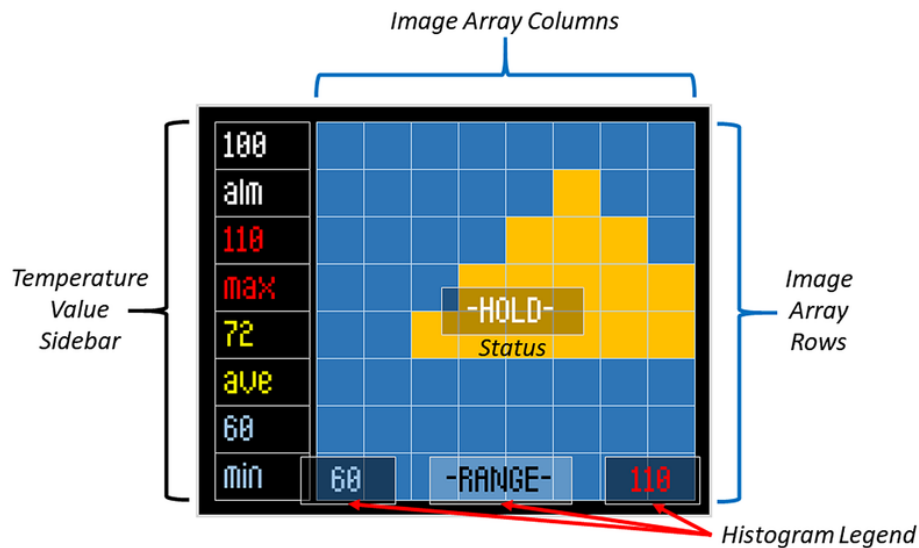 Image Array Columns
100
alm
110
max
72
ave
60
min
Temperature
Value
Sidebar
-HOLD-
Status
60
-RANGE-
110
Image
Array
Rows
Histogram Legend